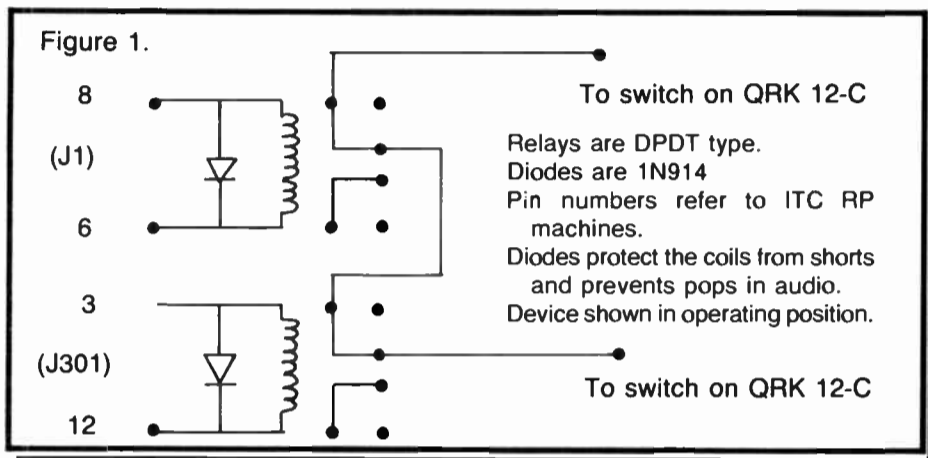 Figure 1.
8
(J1)
6
3
(J301)
12
To switch on QRK 12-C
Relays are DPDT type.
Diodes are 1N914
Pin numbers refer to ITC RP
machines.
Diodes protect the coils from shorts
and prevents pops in audio.
Device shown in operating position.
To switch on QRK 12-C